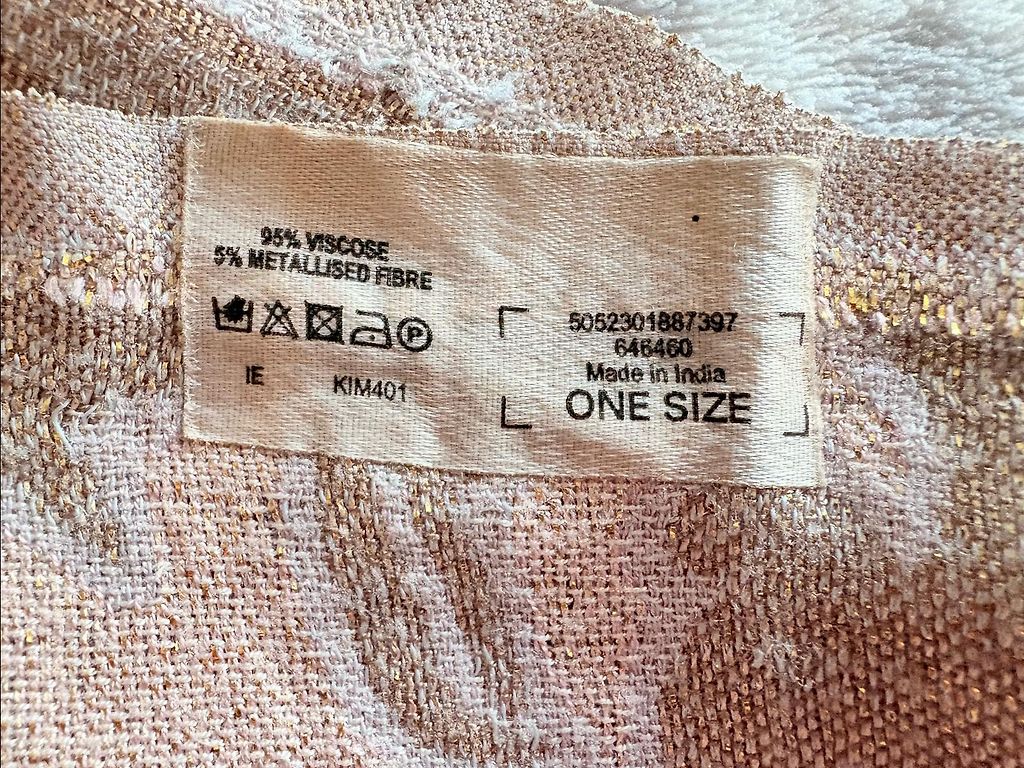 95% VISCOSE
5% METALLISED FIBRE
P
IE
KIM401
5052301887397
646460
Made in India
ONE SIZE